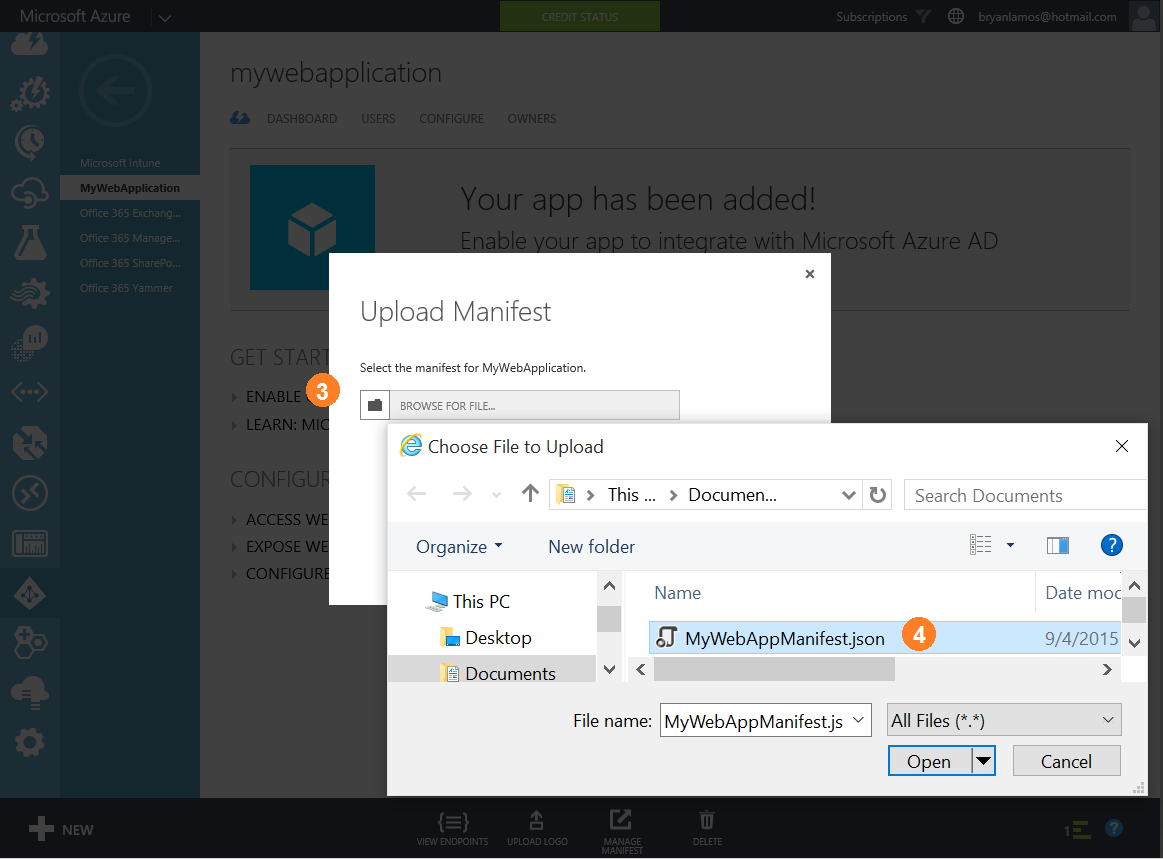 Microsoft Azure
CREDIT STATUS
Subscriptions
bryanlamos@hotmail.com
Microsoft Intune
MyWebApplication
Office 365 Exchang...
Office 365 Manage...
Office 365 SharePo...
Office 365 Yammer
mywebapplication
DASHBOARD USERS CONFIGURE OWNERS
Your app has been added!
Enable your app to integrate with Microsoft Azure AD
GET START
ENABLE
LEARN: MIC
CONFIGUR
ACCESS WE
EXPOSE WE
CONFIGURE
Upload Manifest
Select the manifest for MyWebApplication.
3
BROWSE FOR FILE...
Choose File to Upload
This ... Documen...
Search Documents
Organize New folder
?
This PC
Desktop
Documents
Name Date moc
MyWebAppManifest.json 4 9/4/2015
File name: MyWebAppManifest.js All Files (*.*)
Open Cancel
NEW
VIEW ENDPOINTS
UPLOAD LOGO
MANAGE
MANIFEST
DELETE
1
?